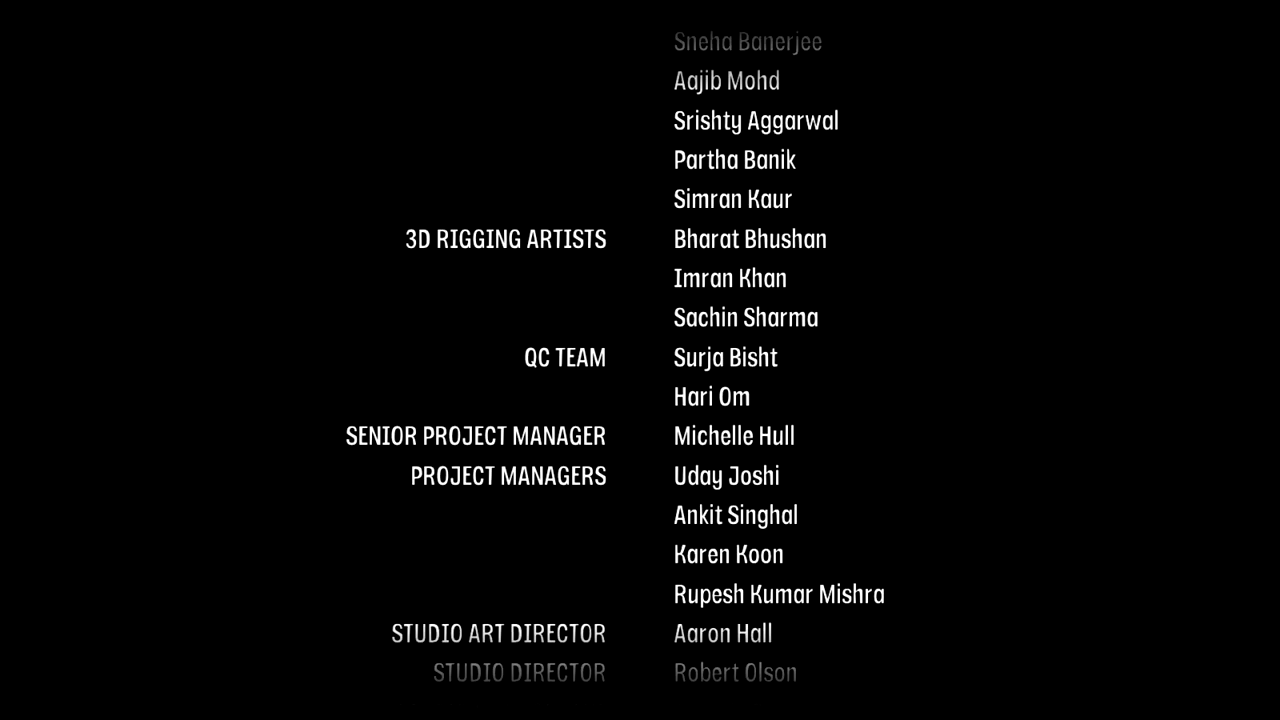 Sneha Banerjee
Aajib Mohd
Srishty Aggarwal
Partha Banik
Simran Kaur
3D RIGGING ARTISTS Bharat Bhushan
Imran Khan
Sachin Sharma
QC TEAM Surja Bisht
Hari Om
SENIOR PROJECT MANAGER Michelle Hull
PROJECT MANAGERS Uday Joshi
Ankit Singhal
Karen Koon
Rupesh Kumar Mishra
STUDIO ART DIRECTOR Aaron Hall
STUDIO DIRECTOR Robert Olson